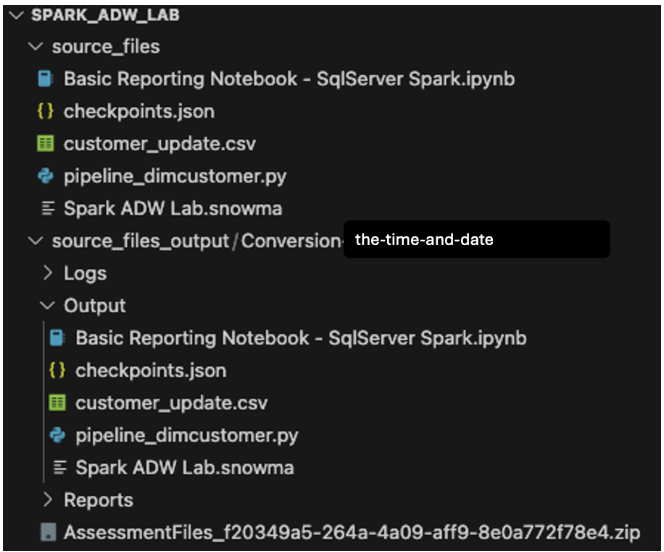 SPARK_ADW_LAB
source_files
Basic Reporting Notebook - SqlServer Spark.ipynb
{} checkpoints.json
customer_update.csv
pipeline_dimcustomer.py
Spark ADW Lab.snowma
source_files_output/Conversion- the-time-and-date
Logs
Output
Basic Reporting Notebook - SqlServer Spark.ipynb
{} checkpoints.json
customer_update.csv
pipeline_dimcustomer.py
Spark ADW Lab.snowma
Reports
AssessmentFiles_f20349a5-264a-4a09-aff9-8e0a772f78e4.zip